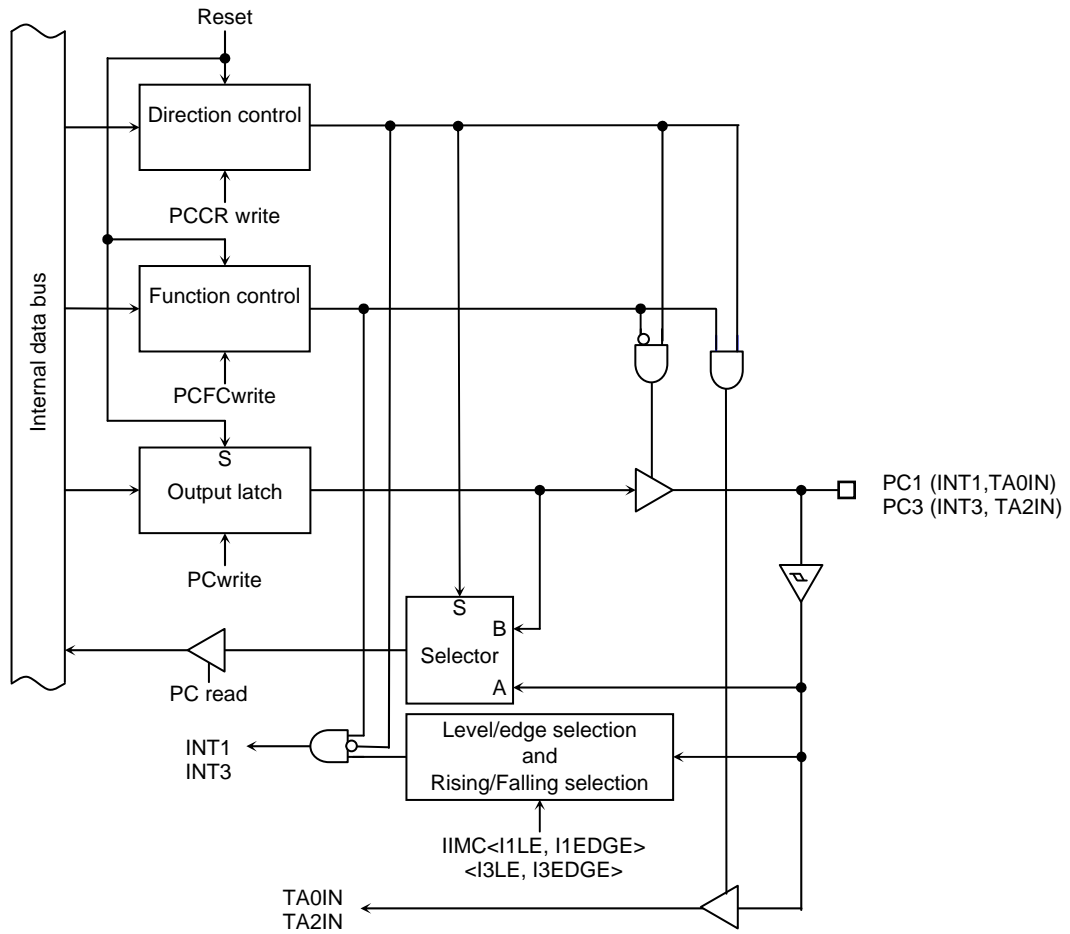 Reset
Direction control
PCCR write
Internal data bus
Function control
PCFCwrite
S
Output latch
PCwrite
PC1 (INT1,TA0IN)
PC3 (INT3, TA2IN)
S
B
Selector
A
PC read
INT1
INT3
Level/edge selection
and
Rising/Falling selection
IIMC<I1LE, I1EDGE>
<I3LE, I3EDGE>
TA0IN
TA2IN